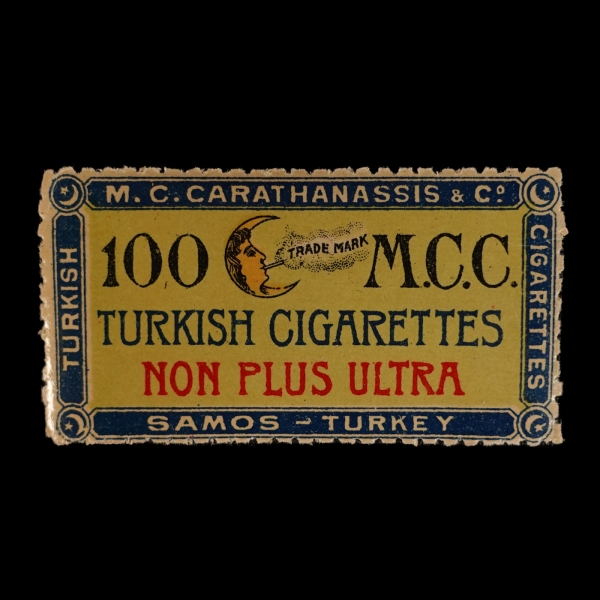 M. C. CARATHANASSIS & Cº
TURKISH
100
TRADE MARK
M.C.C.
TURKISH CIGARETTES
NON PLUS ULTRA
CIGARETTES
SAMOS - TURKEY